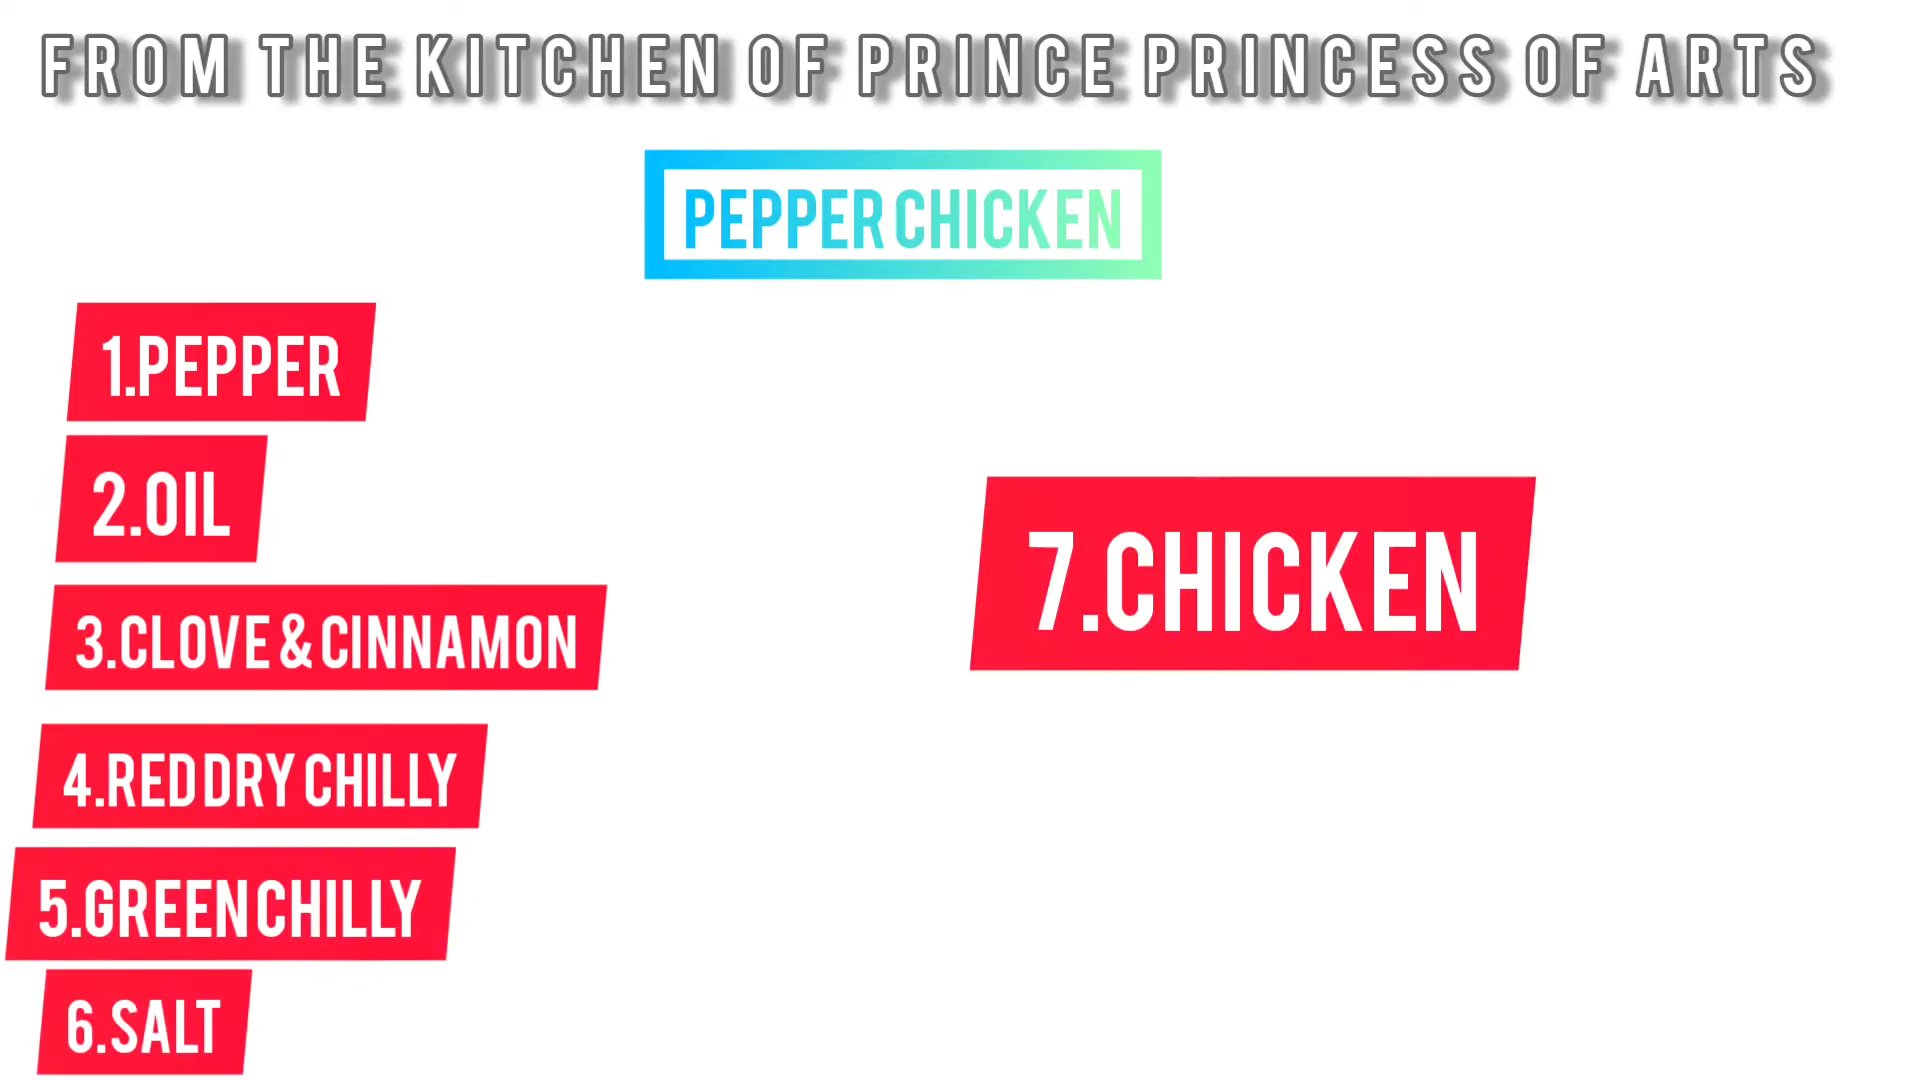 FROM THE KITCHEN OF PRINCE PRINCESS OF ARTS
PEPPER CHICKEN
1.PEPPER
2.OIL
3.CLOVE & CINNAMON
4.RED DRY CHILLY
5.GREEN CHILLY
6.SALT
7.CHICKEN